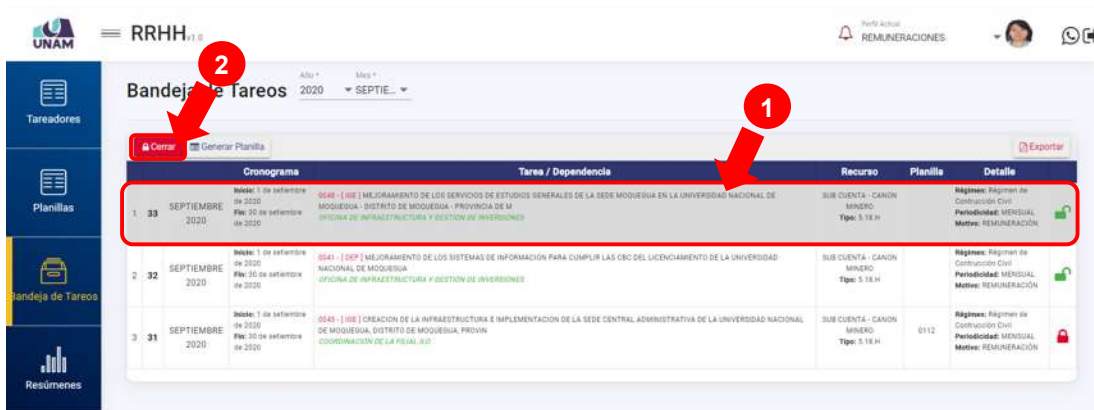 UNAM
RRHH v1.0
Perfil Actual
REMUNERACIONES
2
1
Bandeja de Tareos
Año *
Mes *
2020
SEPTIE...
Tareadores
Planillas
Bandeja de Tareos
Resúmenes
Cerrar
Generar Planilla
Exportar
Cronograma
Tarea / Dependencia
Recurso
Planilla
Detalle
1
33
SEPTIEMBRE
2020
Inicio: 1 de setiembre
de 2020
Fin: 30 de setiembre
de 2020
MEJORAMIENTO DE LOS SERVICIOS DE ESTUDIOS GENERALES DE LA SEDE MOQUEGUA EN LA UNIVERSIDAD NACIONAL DE
MOQUEGUA - DISTRITO DE MOQUEGUA - PROVINCIA DE M
OFICINA DE INFRAESTRUCTURA Y GESTIÓN DE INVERSIONES
SUB CUENTA - CANON
MINERO
Tipo: 5.18.H
Régimen: Régimen de
Contrucción Civil
Periodicidad: MENSUAL
Motivo: REMUNERACIÓN
2
32
SEPTIEMBRE
2020
Inicio: 1 de setiembre
de 2020
Fin: 30 de setiembre
de 2020
0041 - [ DEP ] MEJORAMIENTO DE LOS SISTEMAS DE INFORMACION PARA CUMPLIR LAS CBC DEL LICENCIAMIENTO DE LA UNIVERSIDAD
NACIONAL DE MOQUEGUA
OFICINA DE INFRAESTRUCTURA Y GESTIÓN DE INVERSIONES
SUB CUENTA - CANON
MINERO
Tipo: 5.18.H
Régimen: Régimen de
Contrucción Civil
Periodicidad: MENSUAL
Motivo: REMUNERACIÓN
3
31
SEPTIEMBRE
2020
Inicio: 1 de setiembre
de 2020
Fin: 30 de setiembre
de 2020
CREACION DE LA INFRAESTRUCTURA E IMPLEMENTACION DE LA SEDE CENTRAL ADMINISTRATIVA DE LA UNIVERSIDAD NACIONAL
DE MOQUEGUA, DISTRITO DE MOQUEGUA, PROVIN
COORDINACIÓN DE LA FILIAL ILO
SUB CUENTA - CANON
MINERO
Tipo: 5.18.H
0112
Régimen: Régimen de
Contrucción Civil
Periodicidad: MENSUAL
Motivo: REMUNERACIÓN